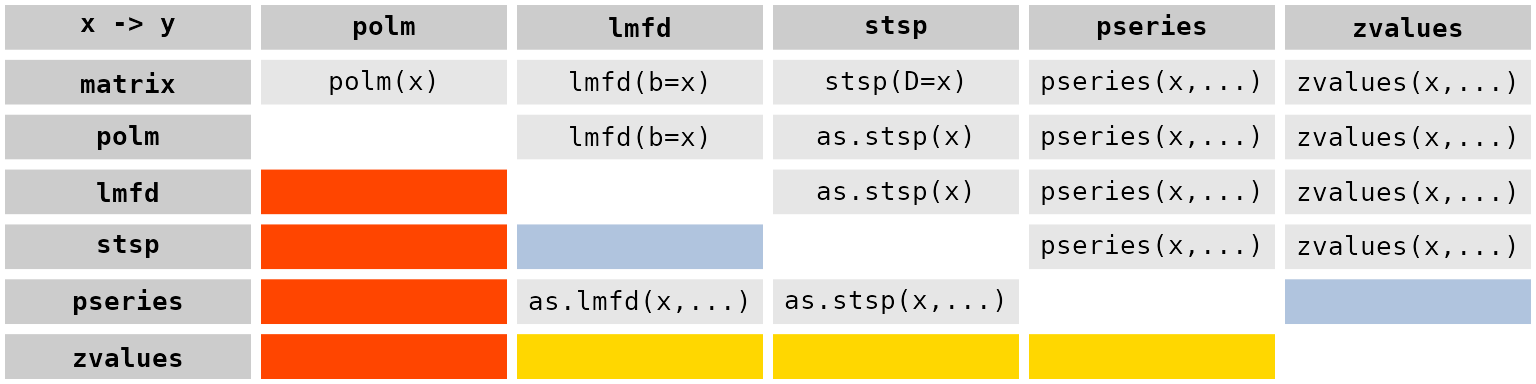 x -> y polm lmfd stsp pseries zvalues
matrix polm(x) lmfd(b=x) stsp(D=x) pseries(x,...) zvalues(x,...)
polm lmfd(b=x) as.stsp(x) pseries(x,...) zvalues(x,...)
lmfd as.stsp(x) pseries(x,...) zvalues(x,...)
stsp pseries(x,...) zvalues(x,...)
pseries as.lmfd(x,...) as.stsp(x,...)
zvalues